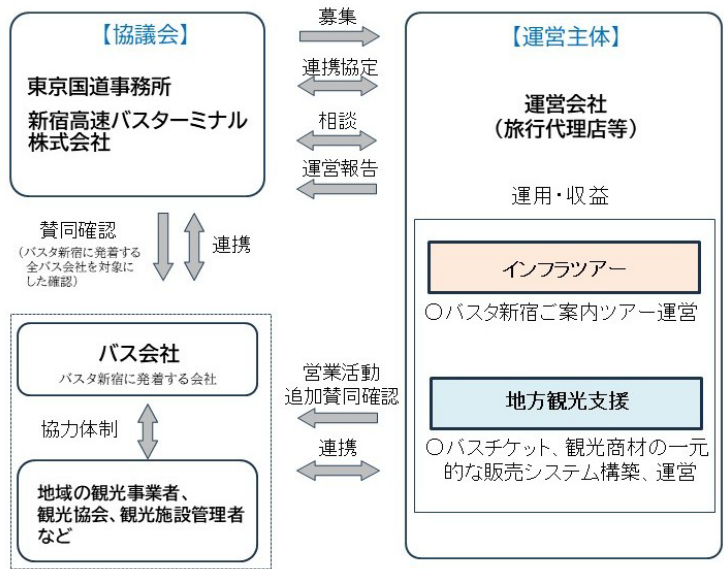 【協議会】
東京国道事務所
新宿高速バスターミナル
株式会社
募集
連携協定
相談
運営報告
【運営主体】
運営会社
（旅行代理店等）
運用・収益
インフラツアー
○バスタ新宿ご案内ツアー運営
地方観光支援
○バスチケット、観光商材の一元
的な販売システム構築、運営
賛同確認
（バスタ新宿に発着する
全バス会社を対象に
した確認）
連携
バス会社
バスタ新宿に発着する会社
協力体制
地域の観光事業者、
観光協会、観光施設管理者
など
営業活動
追加賛同確認
連携